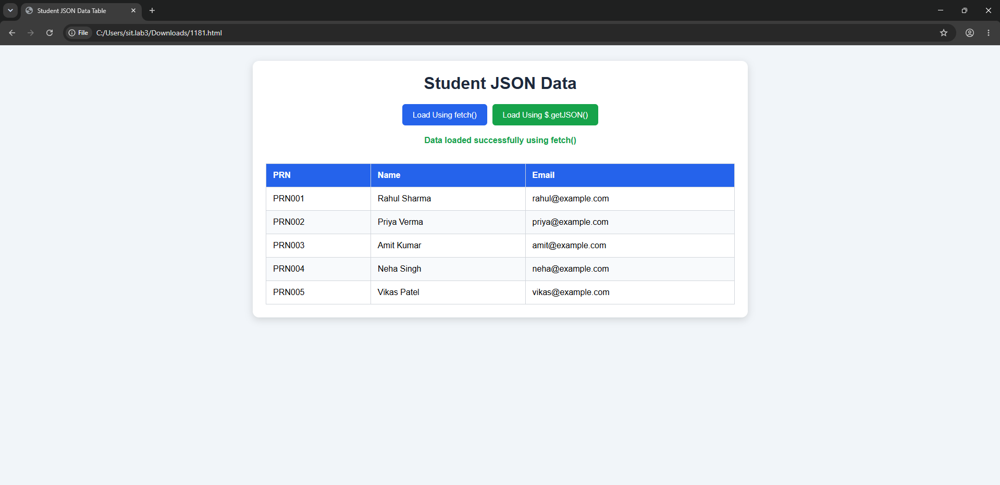 Student JSON Data Table
File C:/Users/sit.lab3/Downloads/1181.html
Student JSON Data
Load Using fetch() Load Using $.getJSON()
Data loaded successfully using fetch()
PRN Name Email
PRN001 Rahul Sharma rahul@example.com
PRN002 Priya Verma priya@example.com
PRN003 Amit Kumar amit@example.com
PRN004 Neha Singh neha@example.com
PRN005 Vikas Patel vikas@example.com